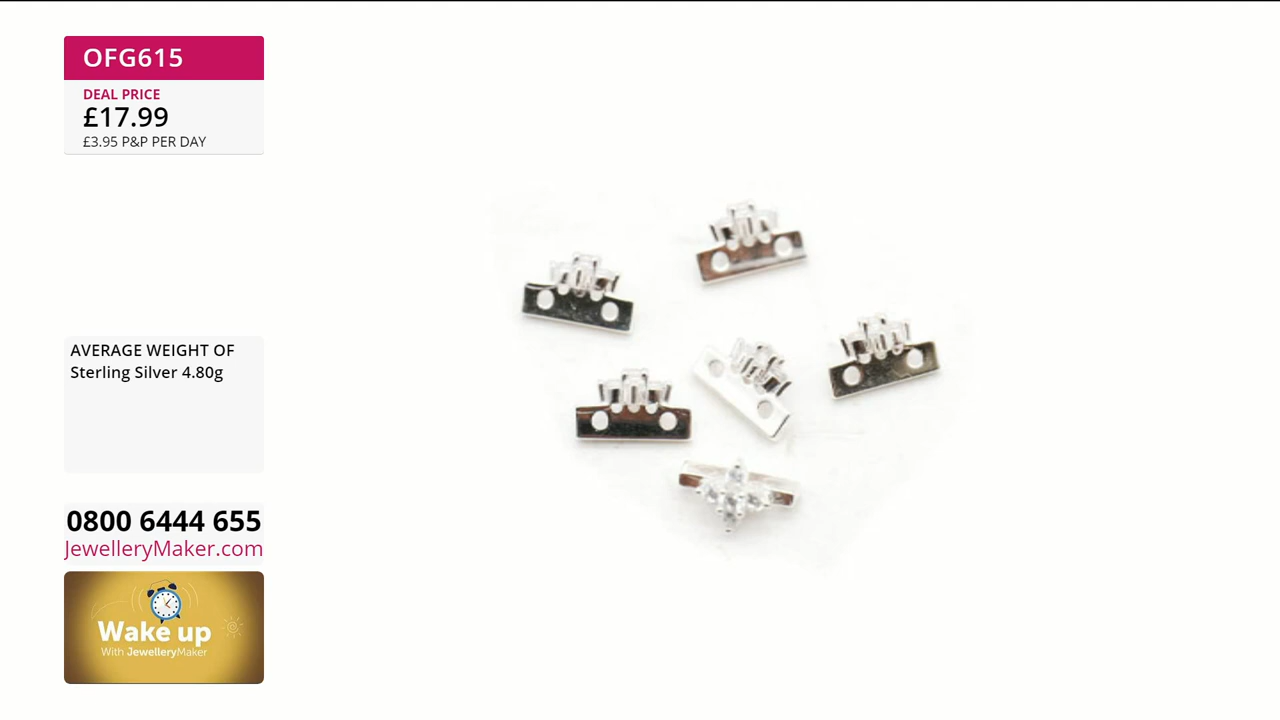 OFG615
DEAL PRICE
£17.99
£3.95 P&P PER DAY
AVERAGE WEIGHT OF
Sterling Silver 4.80g
0800 6444 655
JewelleryMaker.com
Wake up
With JewelleryMaker